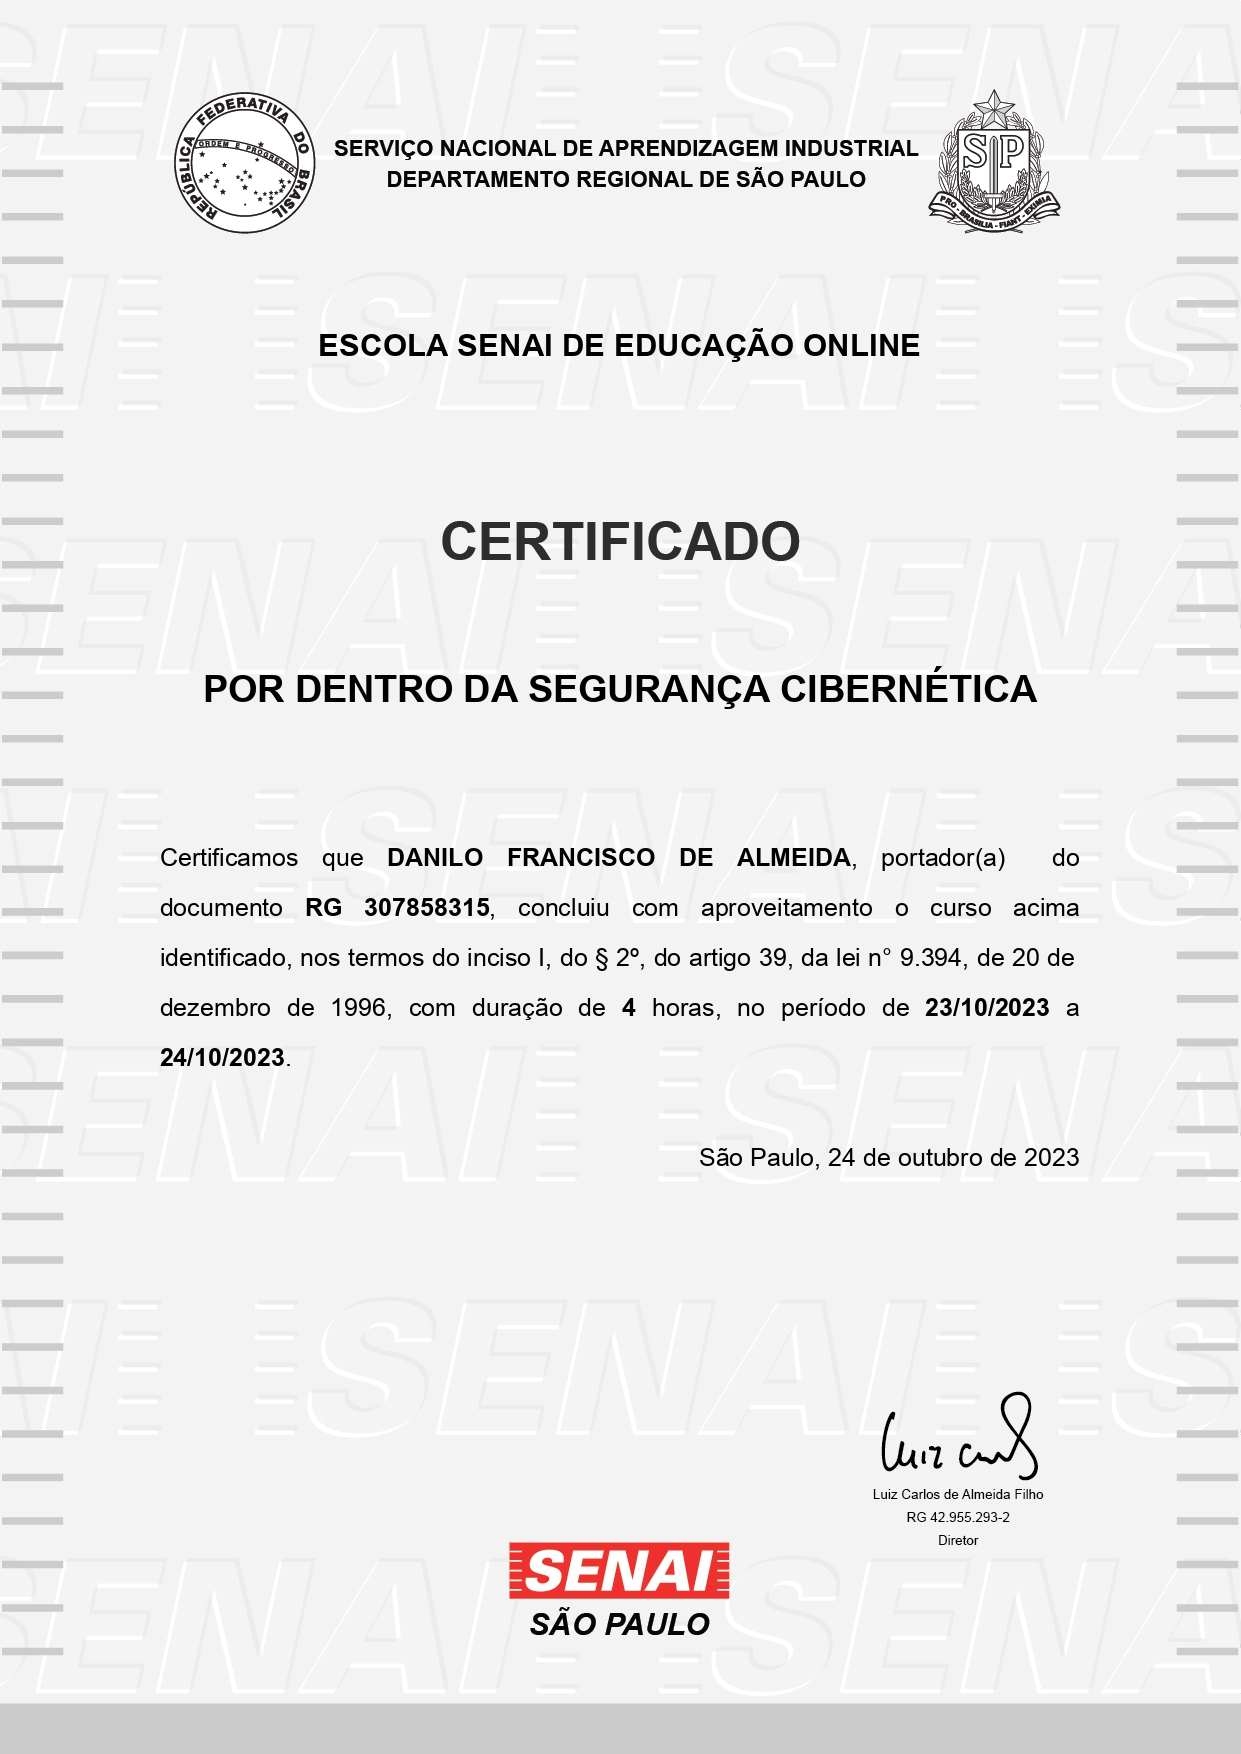 REPÚBLICA FEDERATIVA DO BRASIL
ORDEM E PROGRESSO
SERVIÇO NACIONAL DE APRENDIZAGEM INDUSTRIAL
DEPARTAMENTO REGIONAL DE SÃO PAULO
SP
PRO - BRASILIA - FIANT - EXIMIA
ESCOLA SENAI DE EDUCAÇÃO ONLINE
CERTIFICADO
POR DENTRO DA SEGURANÇA CIBERNÉTICA
Certificamos que DANILO FRANCISCO DE ALMEIDA, portador(a) do
documento RG 307858315, concluiu com aproveitamento o curso acima
identificado, nos termos do inciso I, do § 2º, do artigo 39, da lei n° 9.394, de 20 de
dezembro de 1996, com duração de 4 horas, no período de 23/10/2023 a
24/10/2023.
São Paulo, 24 de outubro de 2023
Luiz Carlos de Almeida Filho
RG 42.955.293-2
Diretor
SENAI
SÃO PAULO